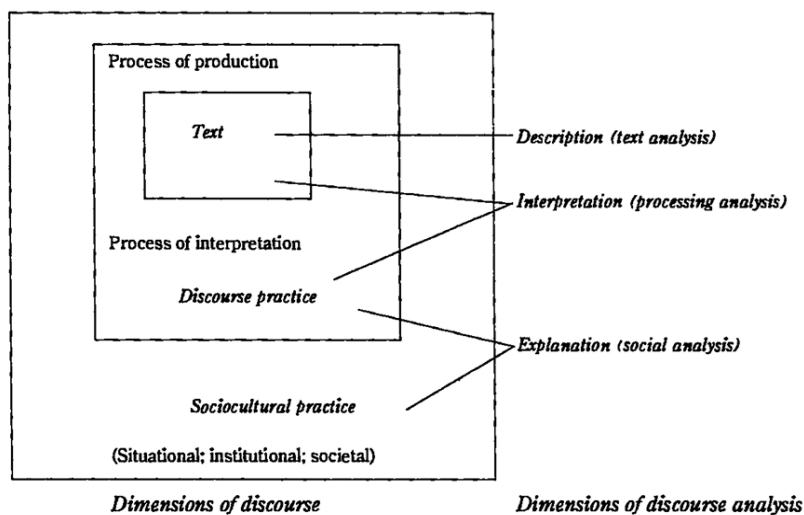 Process of production
Text
Description (text analysis)
Interpretation (processing analysis)
Process of interpretation
Discourse practice
Explanation (social analysis)
Sociocultural practice
(Situational; institutional; societal)
Dimensions of discourse
Dimensions of discourse analysis